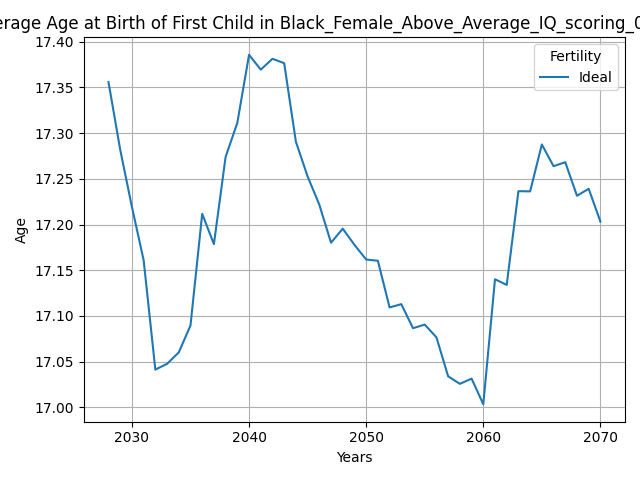 erage Age at Birth of First Child in Black_Female_Above_Average_IQ_scoring_0
17.40
17.35
17.30
17.25
17.20
17.15
17.10
17.05
17.00
Age
Fertility
Ideal
2030 2040 2050 2060 2070
Years